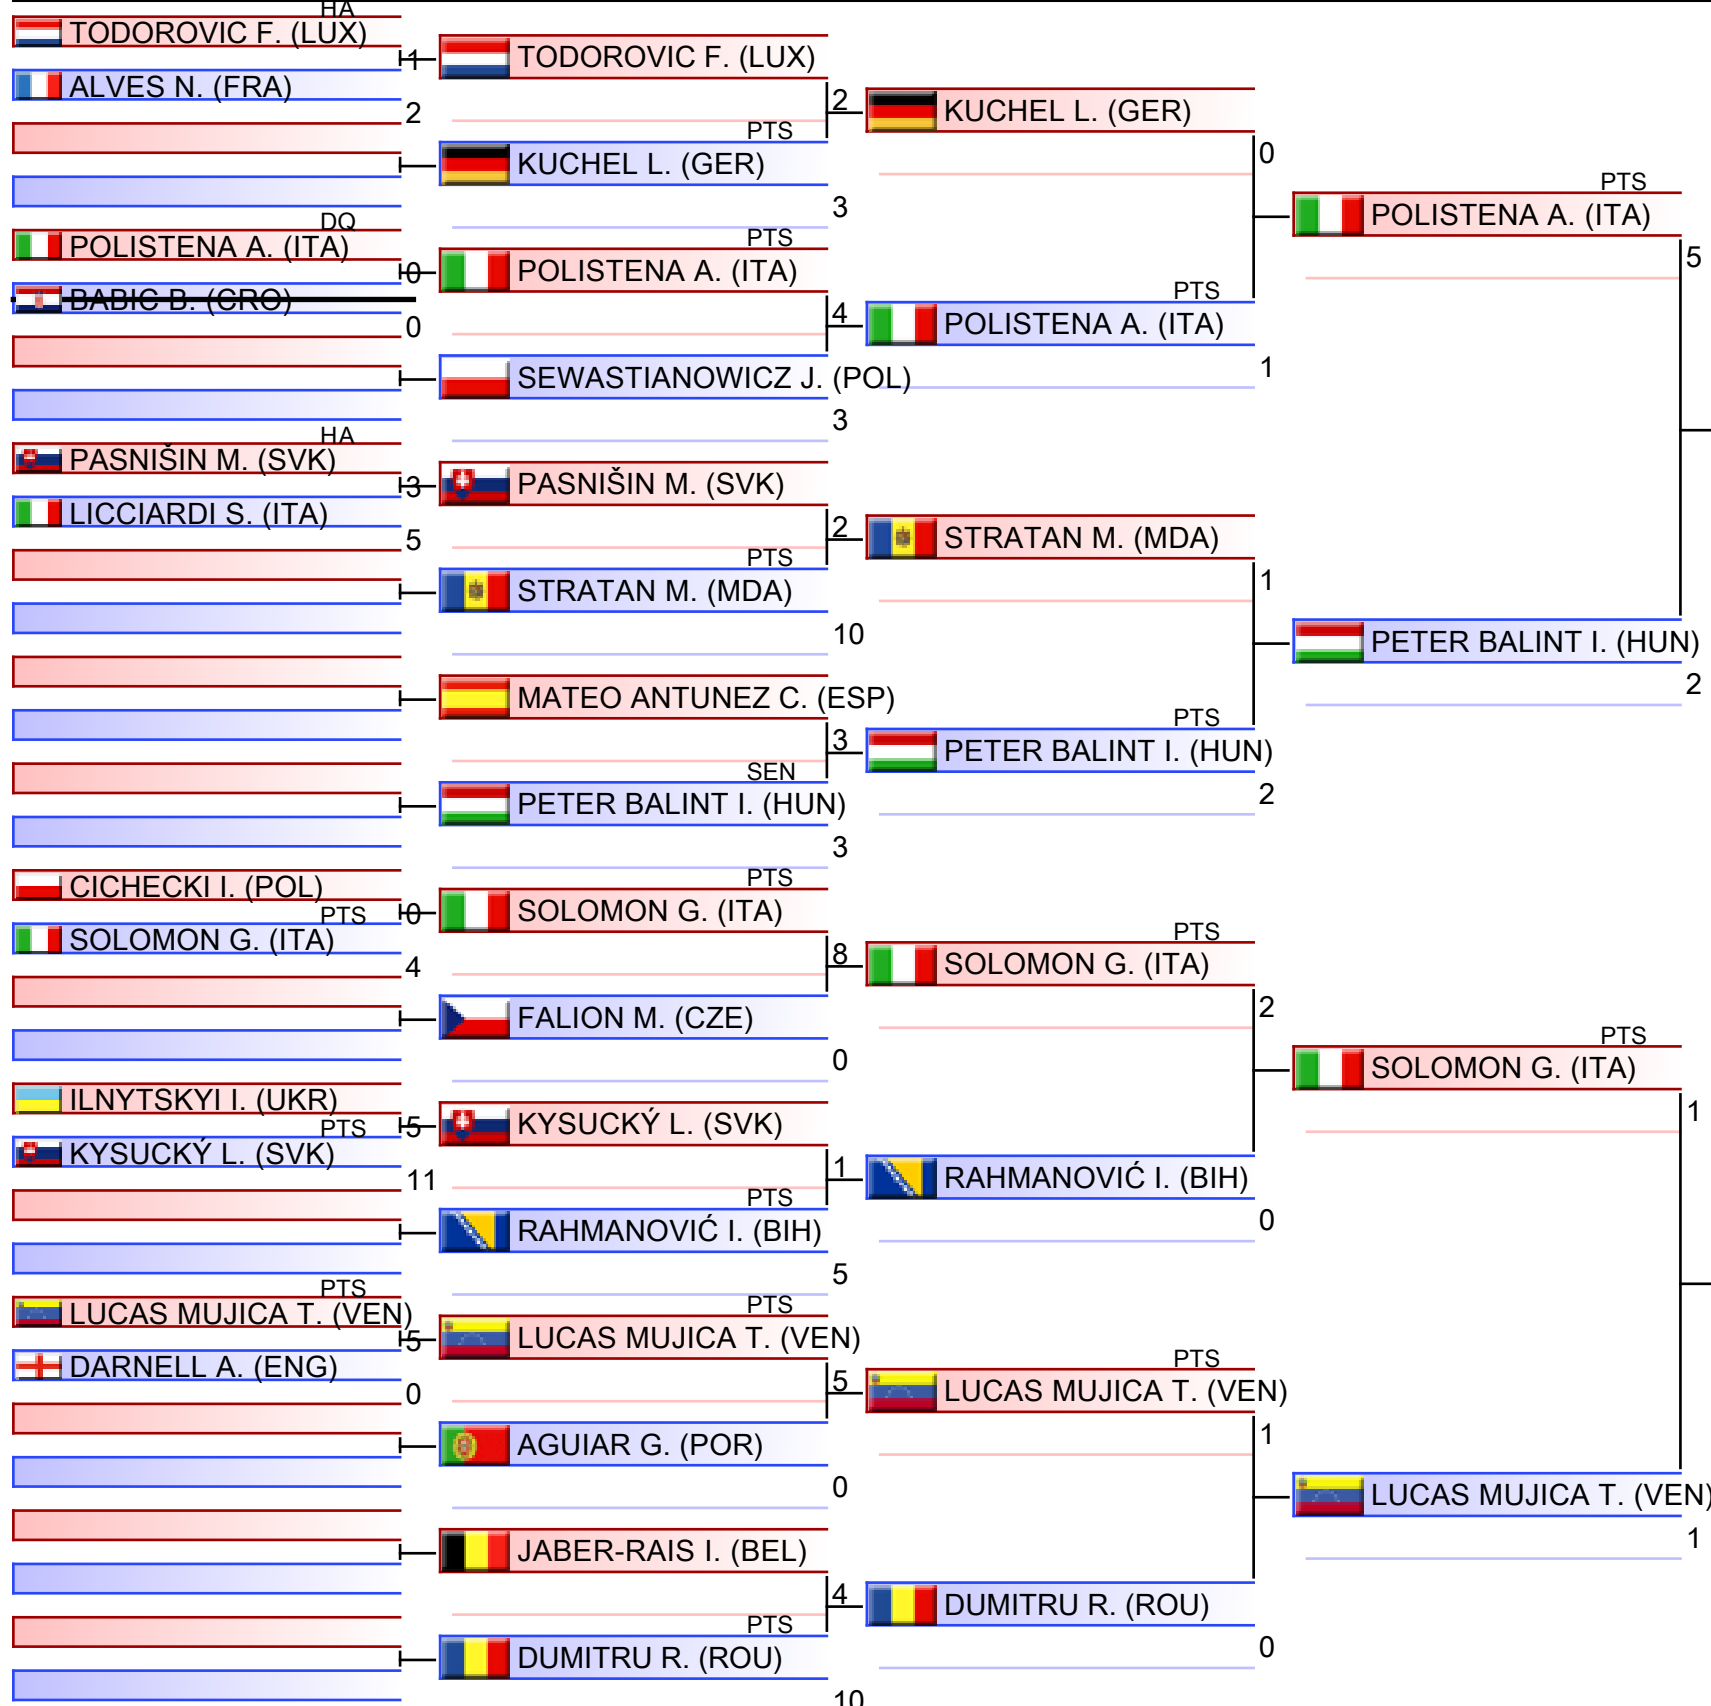 HA
TODOROVIC F. (LUX)
1
ALVES N. (FRA)
2
DQ
POLISTENA A. (ITA)
0
BABIC B. (CRO)
0
HA
PASNIŠIN M. (SVK)
3
LICCIARDI S. (ITA)
5
CICHECKI I. (POL)
0
PTS
SOLOMON G. (ITA)
4
ILNYTSKYI I. (UKR)
5
PTS
KYSUCKÝ L. (SVK)
11
PTS
LUCAS MUJICA T. (VEN)
5
DARNELL A. (ENG)
0
TODOROVIC F. (LUX)
2
PTS
KUCHEL L. (GER)
3
PTS
POLISTENA A. (ITA)
4
SEWASTIANOWICZ J. (POL)
3
PASNIŠIN M. (SVK)
2
PTS
STRATAN M. (MDA)
10
MATEO ANTUNEZ C. (ESP)
3
SEN
PETER BALINT I. (HUN)
3
PTS
SOLOMON G. (ITA)
8
FALION M. (CZE)
0
KYSUCKÝ L. (SVK)
1
PTS
RAHMANOVIĆ I. (BIH)
5
PTS
LUCAS MUJICA T. (VEN)
5
AGUIAR G. (POR)
0
JABER-RAIS I. (BEL)
4
PTS
DUMITRU R. (ROU)
10
KUCHEL L. (GER)
0
PTS
POLISTENA A. (ITA)
1
STRATAN M. (MDA)
1
PTS
PETER BALINT I. (HUN)
2
PTS
SOLOMON G. (ITA)
2
RAHMANOVIĆ I. (BIH)
0
PTS
LUCAS MUJICA T. (VEN)
1
DUMITRU R. (ROU)
0
PTS
POLISTENA A. (ITA)
5
PETER BALINT I. (HUN)
2
PTS
SOLOMON G. (ITA)
1
LUCAS MUJICA T. (VEN)
1